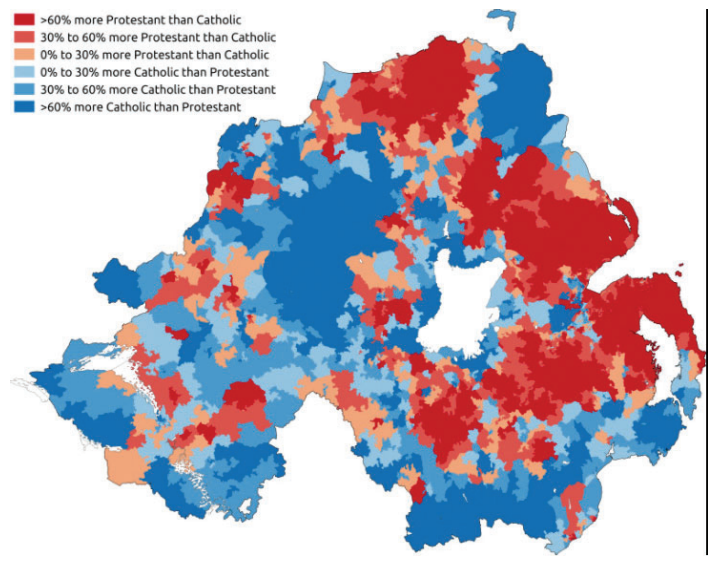 >60% more Protestant than Catholic
30% to 60% more Protestant than Catholic
0% to 30% more Protestant than Catholic
0% to 30% more Catholic than Protestant
30% to 60% more Catholic than Protestant
>60% more Catholic than Protestant